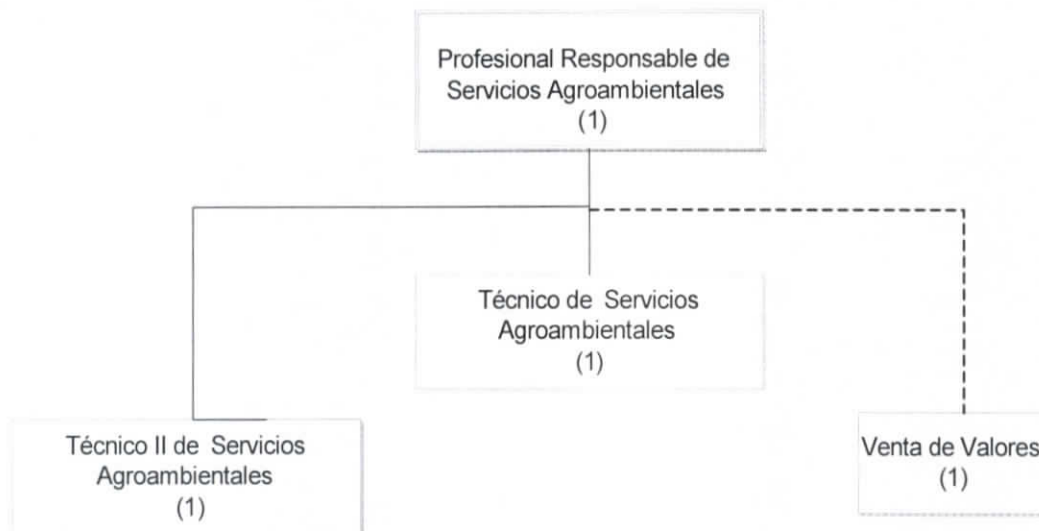 Profesional Responsable de
Servicios Agroambientales
(1)
Técnico de Servicios
Agroambientales
(1)
Técnico II de Servicios
Agroambientales
(1)
Venta de Valores
(1)